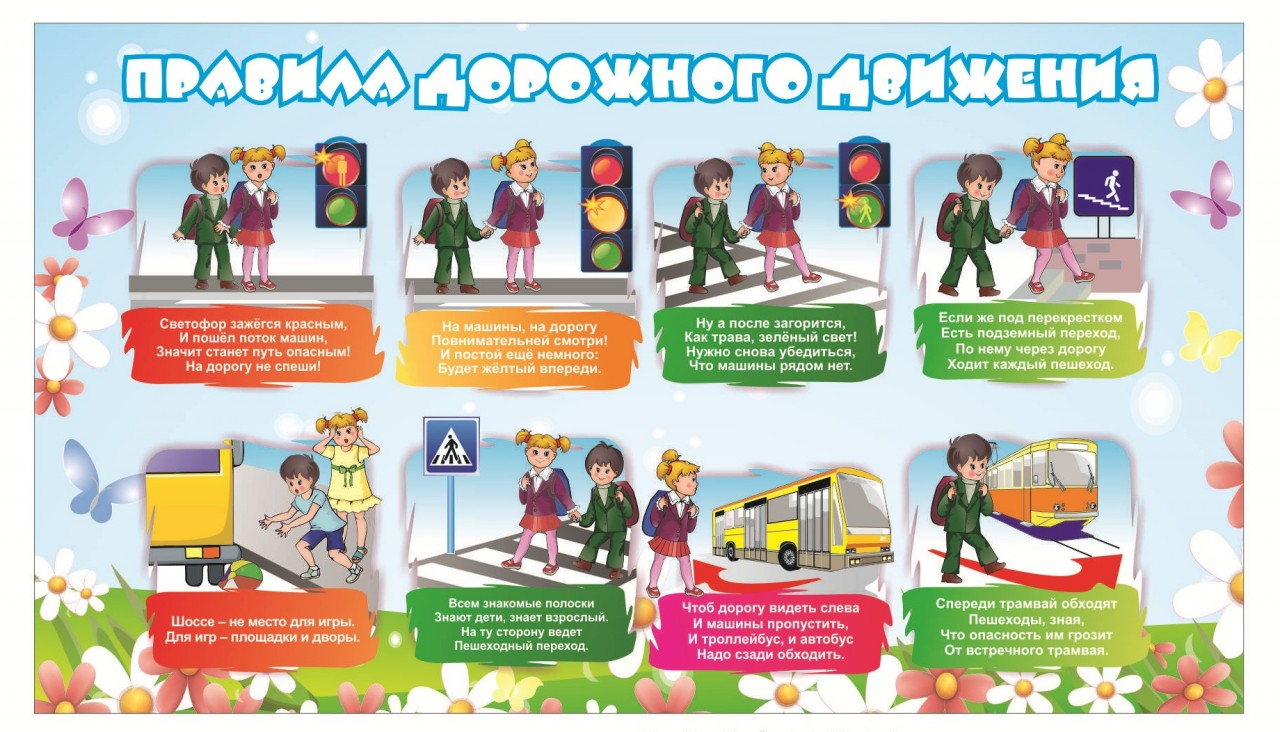 ПРАВИЛА ДОРОЖНОГО ДВИЖЕНИЯ
Светофор зажёгся красным,
И пошёл поток машин,
Значит станет путь опасным!
На дорогу не спеши!
На машины, на дорогу
Повнимательней смотри!
И постой ещё немного:
Будет жёлтый впереди.
Ну а после загорится,
Как трава, зелёный свет!
Нужно снова убедиться,
Что машины рядом нет.
Если же под перекрестком
Есть подземный переход,
По нему через дорогу
Ходит каждый пешеход.
Шоссе – не место для игры.
Для игр – площадки и дворы.
Всем знакомые полоски
Знают дети, знает взрослый.
На ту сторону ведет
Пешеходный переход.
Чтоб дорогу видеть слева
И машины пропустить,
И троллейбус, и автобус
Надо сзади обходить.
Спереди трамвай обходят
Пешеходы, зная,
Что опасность им грозит
От встречного трамвая.